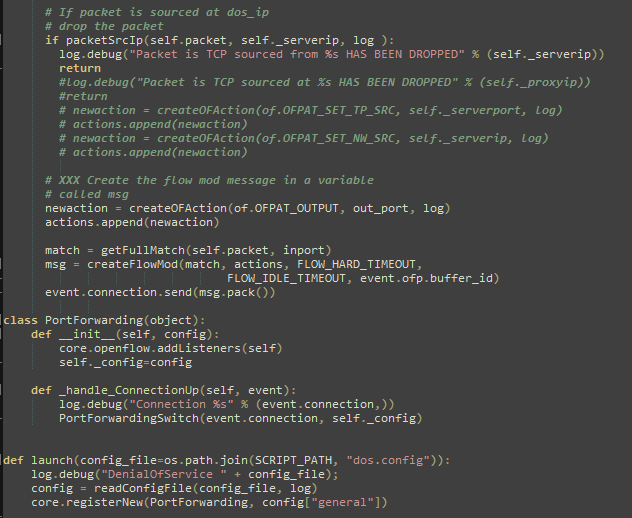 # If packet is sourced at dos_ip
# drop the packet
if packetSrcIp(self.packet, self._serverip, log ):
log.debug("Packet is TCP sourced from %s HAS BEEN DROPPED" % (self._serverip))
return
#log.debug("Packet is TCP sourced at %s HAS BEEN DROPPED" % (self._proxyip))
#return
# newaction = createOFAction(of.OFPAT_SET_TP_SRC, self._serverport, log)
# actions.append(newaction)
# newaction = createOFAction(of.OFPAT_SET_NW_SRC, self._serverip, log)
# actions.append(newaction)
# XXX Create the flow mod message in a variable
# called msg
newaction = createOFAction(of.OFPAT_OUTPUT, out_port, log)
actions.append(newaction)
match = getFullMatch(self.packet, inport)
msg = createFlowMod(match, actions, FLOW_HARD_TIMEOUT,
FLOW_IDLE_TIMEOUT, event.ofp.buffer_id)
event.connection.send(msg.pack())
class PortForwarding(object):
def __init__(self, config):
core.openflow.addListeners(self)
self._config=config
def _handle_ConnectionUp(self, event):
log.debug("Connection %s" % (event.connection,))
PortForwardingSwitch(event.connection, self._config)
def launch(config_file=os.path.join(SCRIPT_PATH, "dos.config")):
log.debug("DenialOfService " + config_file);
config = readConfigFile(config_file, log)
core.registerNew(PortForwarding, config["general"])